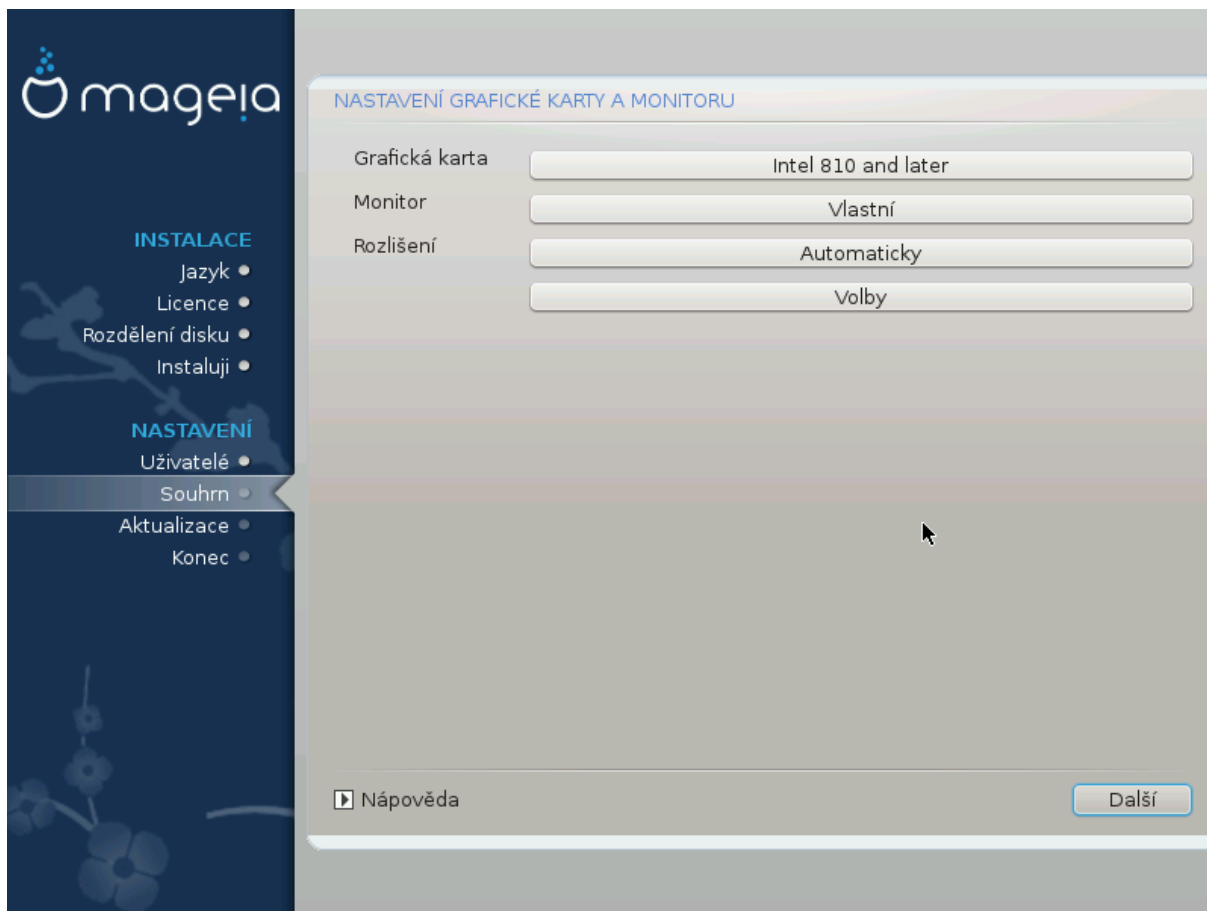 mageia
INSTALACE
Jazyk
Licence
Rozdělení disku
Instaluji
NASTAVENÍ
Uživatelé
Souhrn
Aktualizace
Konec
NASTAVENÍ GRAFICKÉ KARTY A MONITORU
Grafická karta
Intel 810 and later
Monitor
Vlastní
Rozlišení
Automaticky
Volby
Nápověda
Další